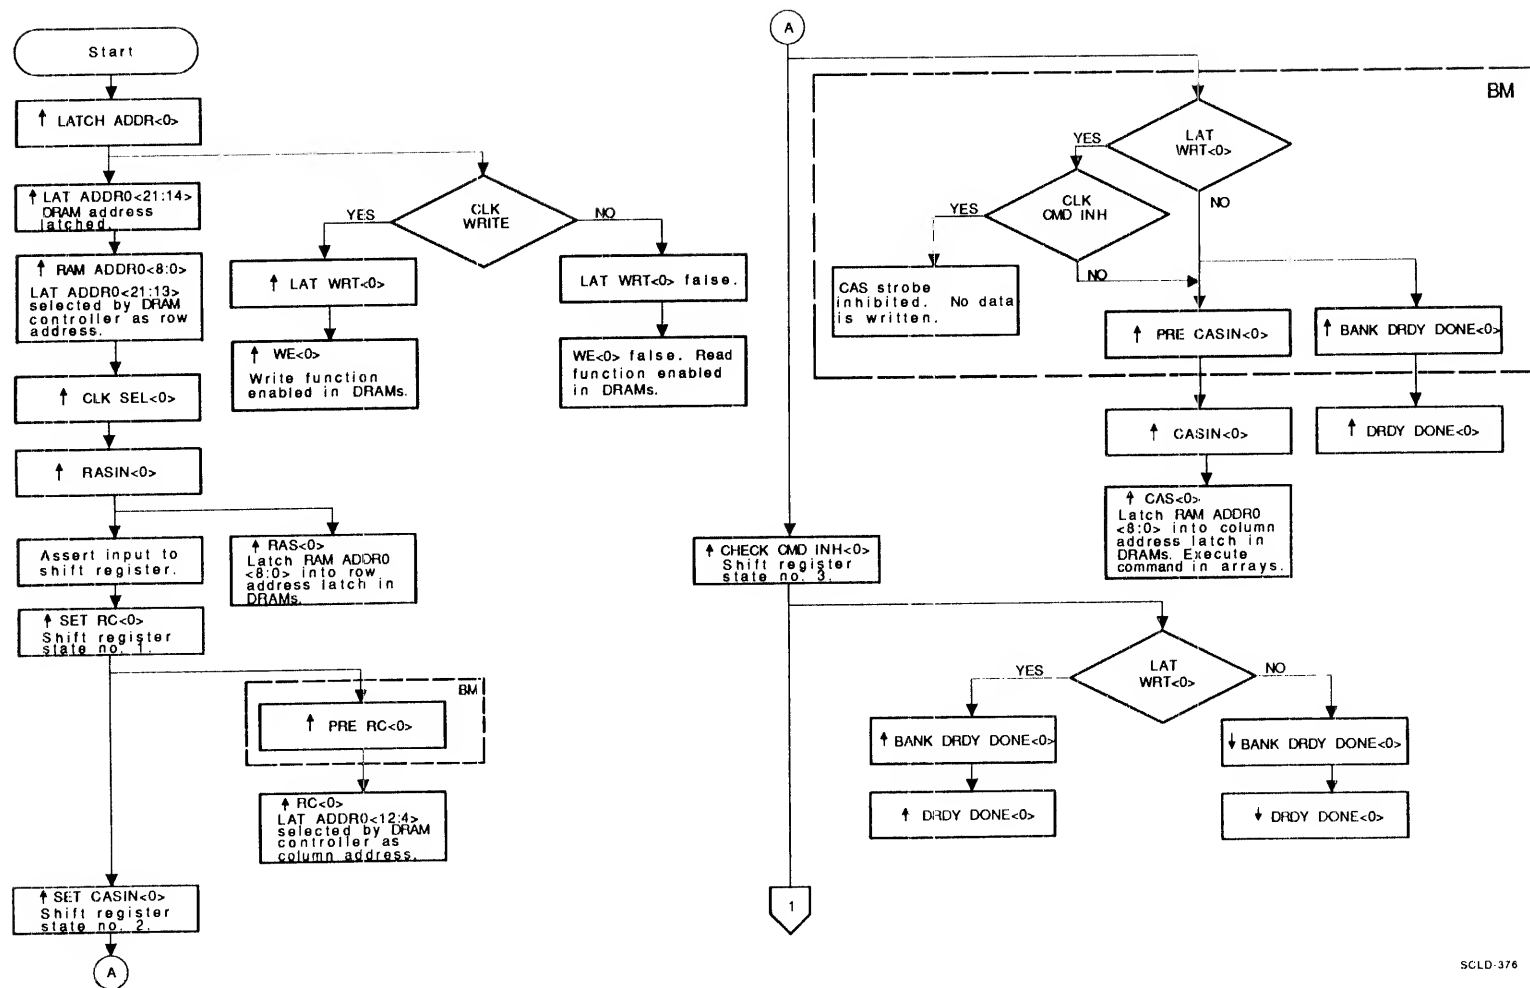 Start
↑ LATCH ADDR<0>
↑ LAT ADDR0<21:14>
DRAM address
latched.
↑ RAM ADDR0<8:0>
LAT ADDR0<21:13>
selected by DRAM
controller as row
address.
↑ CLK SEL<0>
↑ RASIN<0>
Assert input to
shift register.
↑ SET RC<0>
Shift register
state no. 1.
↑ SET CASIN<0>
Shift register
state no. 2.
A
CLK
WRITE
YES
NO
↑ LAT WRT<0>
LAT WRT<0> false.
↑ WE<0>
Write function
enabled in DRAMs.
WE<0> false. Read
function enabled
in DRAMs.
↑ RAS<0>
Latch RAM ADDR0
<8:0> into row
address latch in
DRAMs.
BM
↑ PRE RC<0>
↑ RC<0>
LAT ADDR0<12:4>
selected by DRAM
controller as
column address.
A
BM
LAT
WRT<0>
YES
NO
CLK
CMD INH
YES
NO
CAS strobe
inhibited. No data
is written.
↑ PRE CASIN<0>
↑ BANK DRDY DONE<0>
↑ CASIN<0>
↑ DRDY DONE<0>
↑ CAS<0>
Latch RAM ADDR0
<8:0> into column
address latch in
DRAMs. Execute
command in arrays.
↑ CHECK CMD INH<0>
Shift register
state no. 3.
LAT
WRT<0>
YES
NO
↑ BANK DRDY DONE<0>
↓ BANK DRDY DONE<0>
↑ DRDY DONE<0>
↓ DRDY DONE<0>
1
SCLD-376